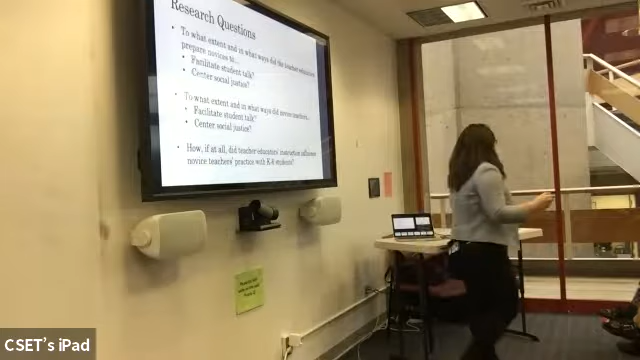 Research Questions
• To what extent and in what ways did the teacher educators
prepare novices to...
• Facilitate student talk?
• Center social justice?
• To what extent and in what ways did novice teachers...
• Facilitate student talk?
• Center social justice?
• How, if at all, did teacher educators' instruction influence
novice teachers' practice with K-8 students?
CSET's iPad